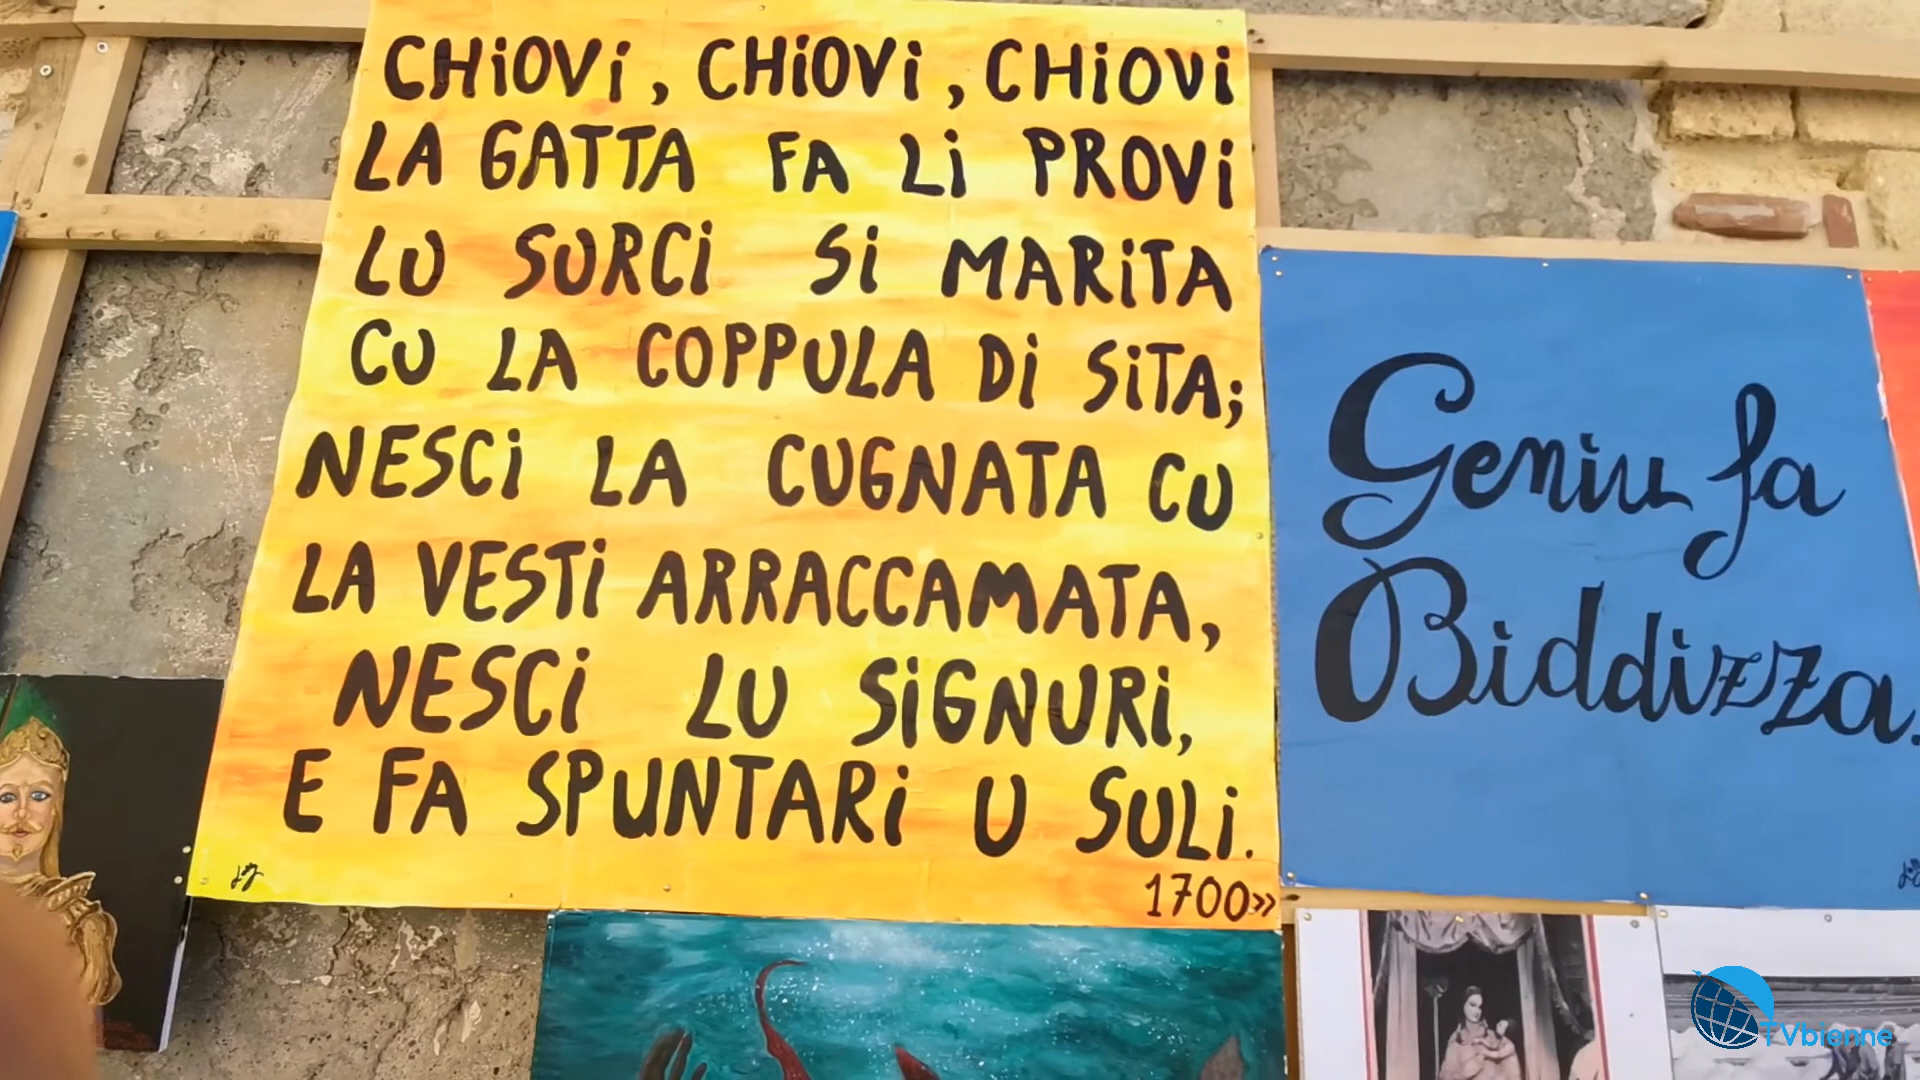 CHiOVi, CHiOVi, CHiOVi
LA GATTA FA Li PROVi
LU SURCi Si MARiTA
CU LA COPPULA Di SiTA;
NESCi LA CUGNATA CU
LA VESTi ARRACCAMATA,
NESCi LU SiGNURi,
E FA SPUNTARi U SULi.
1700»
Geniu fa
Biddizza.
TVbienne